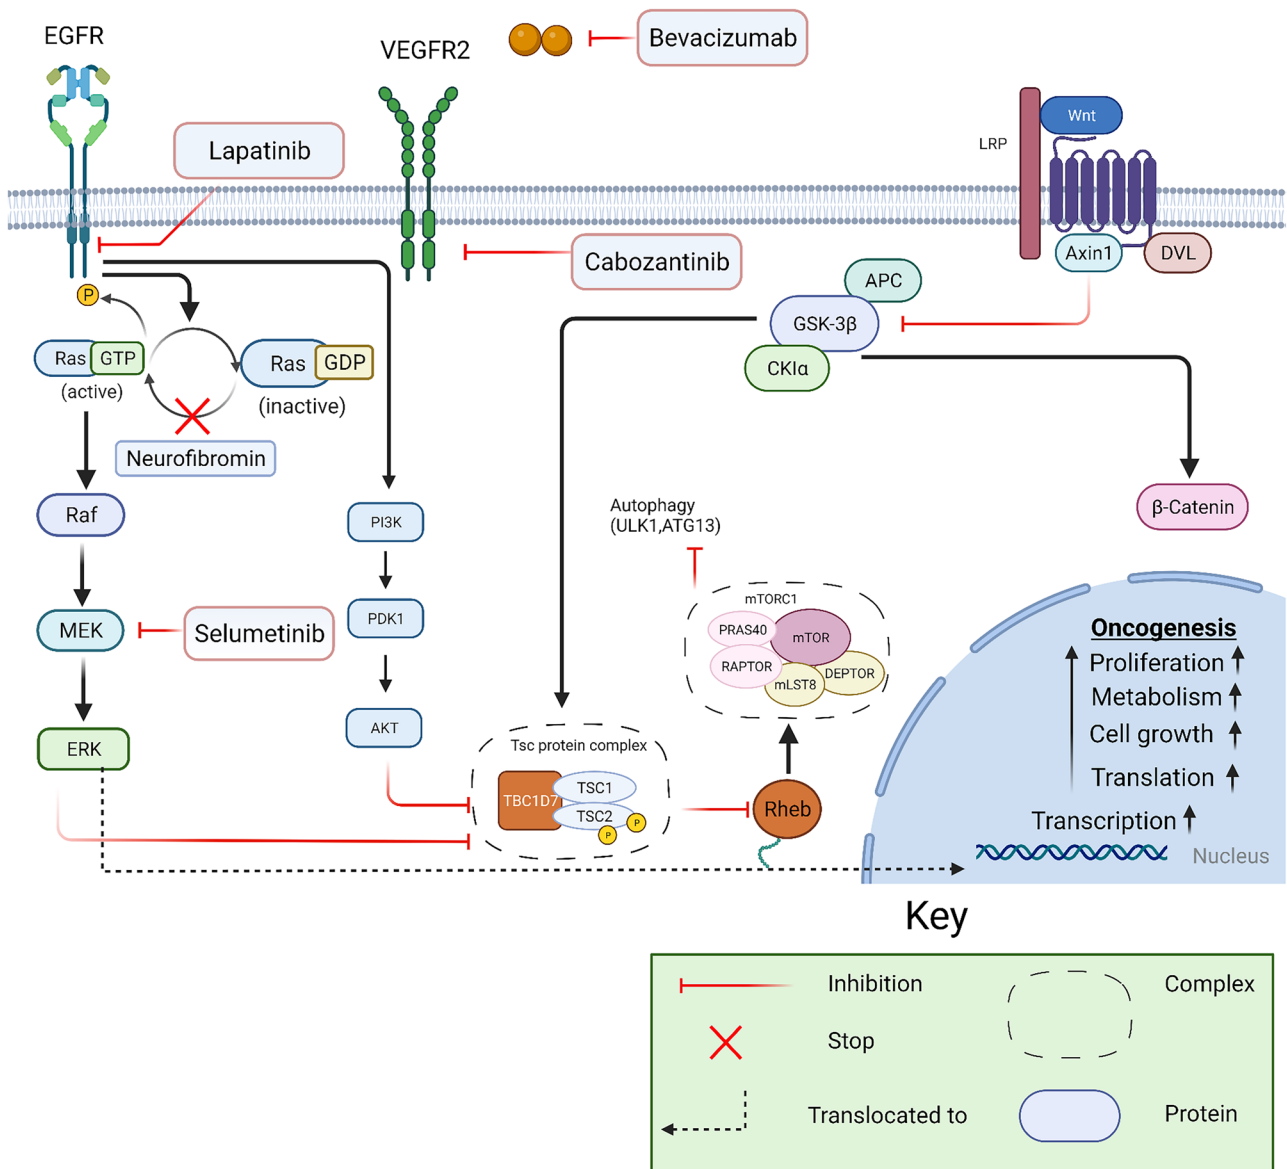 EGFR
VEGFR2
Bevacizumab
Lapatinib
Cabozantinib
LRP
Wnt
Axin1
DVL
APC
GSK-3β
CKIα
P
Ras
GTP
(active)
Ras
GDP
(inactive)
Neurofibromin
Raf
MEK
Selumetinib
ERK
PI3K
PDK1
AKT
Autophagy
(ULK1,ATG13)
mTORC1
PRAS40
mTOR
RAPTOR
mLST8
DEPTOR
β-Catenin
Tsc protein complex
TBC1D7
TSC1
TSC2
P
P
Rheb
Oncogenesis
Proliferation
Metabolism
Cell growth
Translation
Transcription
Nucleus
Key
Inhibition
Complex
Stop
Translocated to
Protein